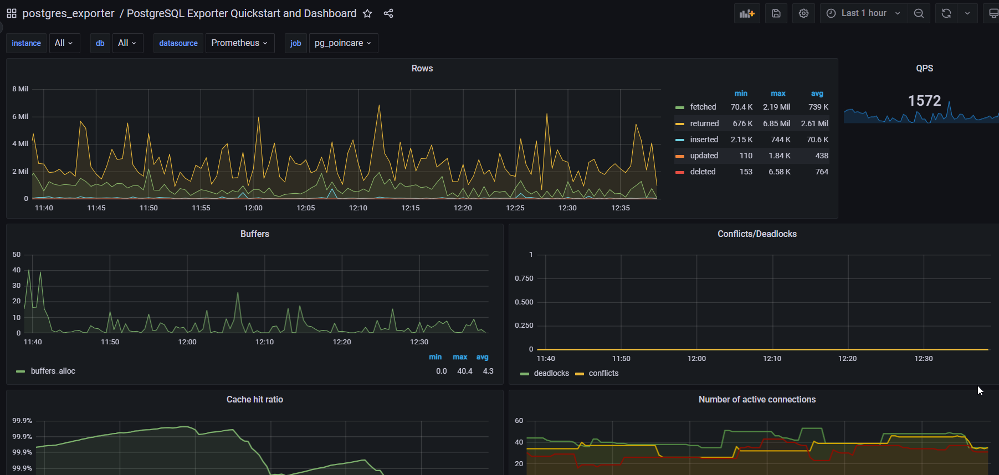 postgres_exporter / PostgreSQL Exporter Quickstart and Dashboard
Last 1 hour
instance All db All datasource Prometheus job pg_poincare
Rows
8 Mil
6 Mil
4 Mil
2 Mil
0
11:40 11:45 11:50 11:55 12:00 12:05 12:10 12:15 12:20 12:25 12:30 12:35
min max avg
fetched 70.4 K 2.19 Mil 739 K
returned 676 K 6.85 Mil 2.61 Mil
inserted 2.15 K 744 K 70.6 K
updated 110 1.84 K 438
deleted 153 6.58 K 764
QPS
1572
Buffers
50
40
30
20
10
0
11:40 11:50 12:00 12:10 12:20 12:30
min max avg
buffers_alloc 0.0 40.4 4.3
Conflicts/Deadlocks
1
0.750
0.500
0.250
0
11:40 11:50 12:00 12:10 12:20 12:30
deadlocks conflicts
Cache hit ratio
99.9%
99.9%
99.9%
99.9%
Number of active connections
60
40
20